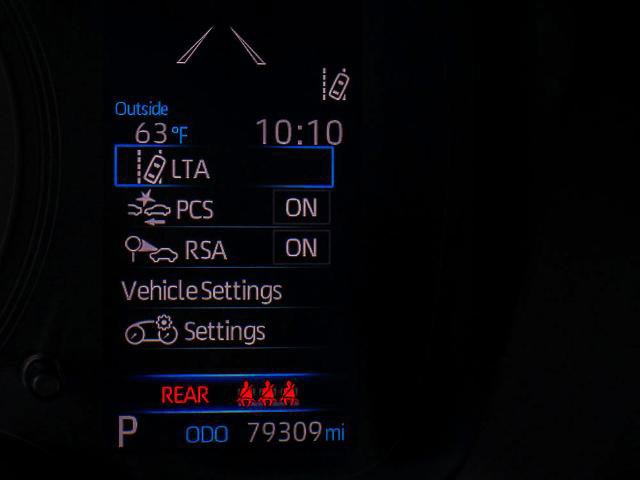 Outside
63°F 10:10
LTA
PCS ON
RSA ON
Vehicle Settings
Settings
REAR
P ODO 79309 mi